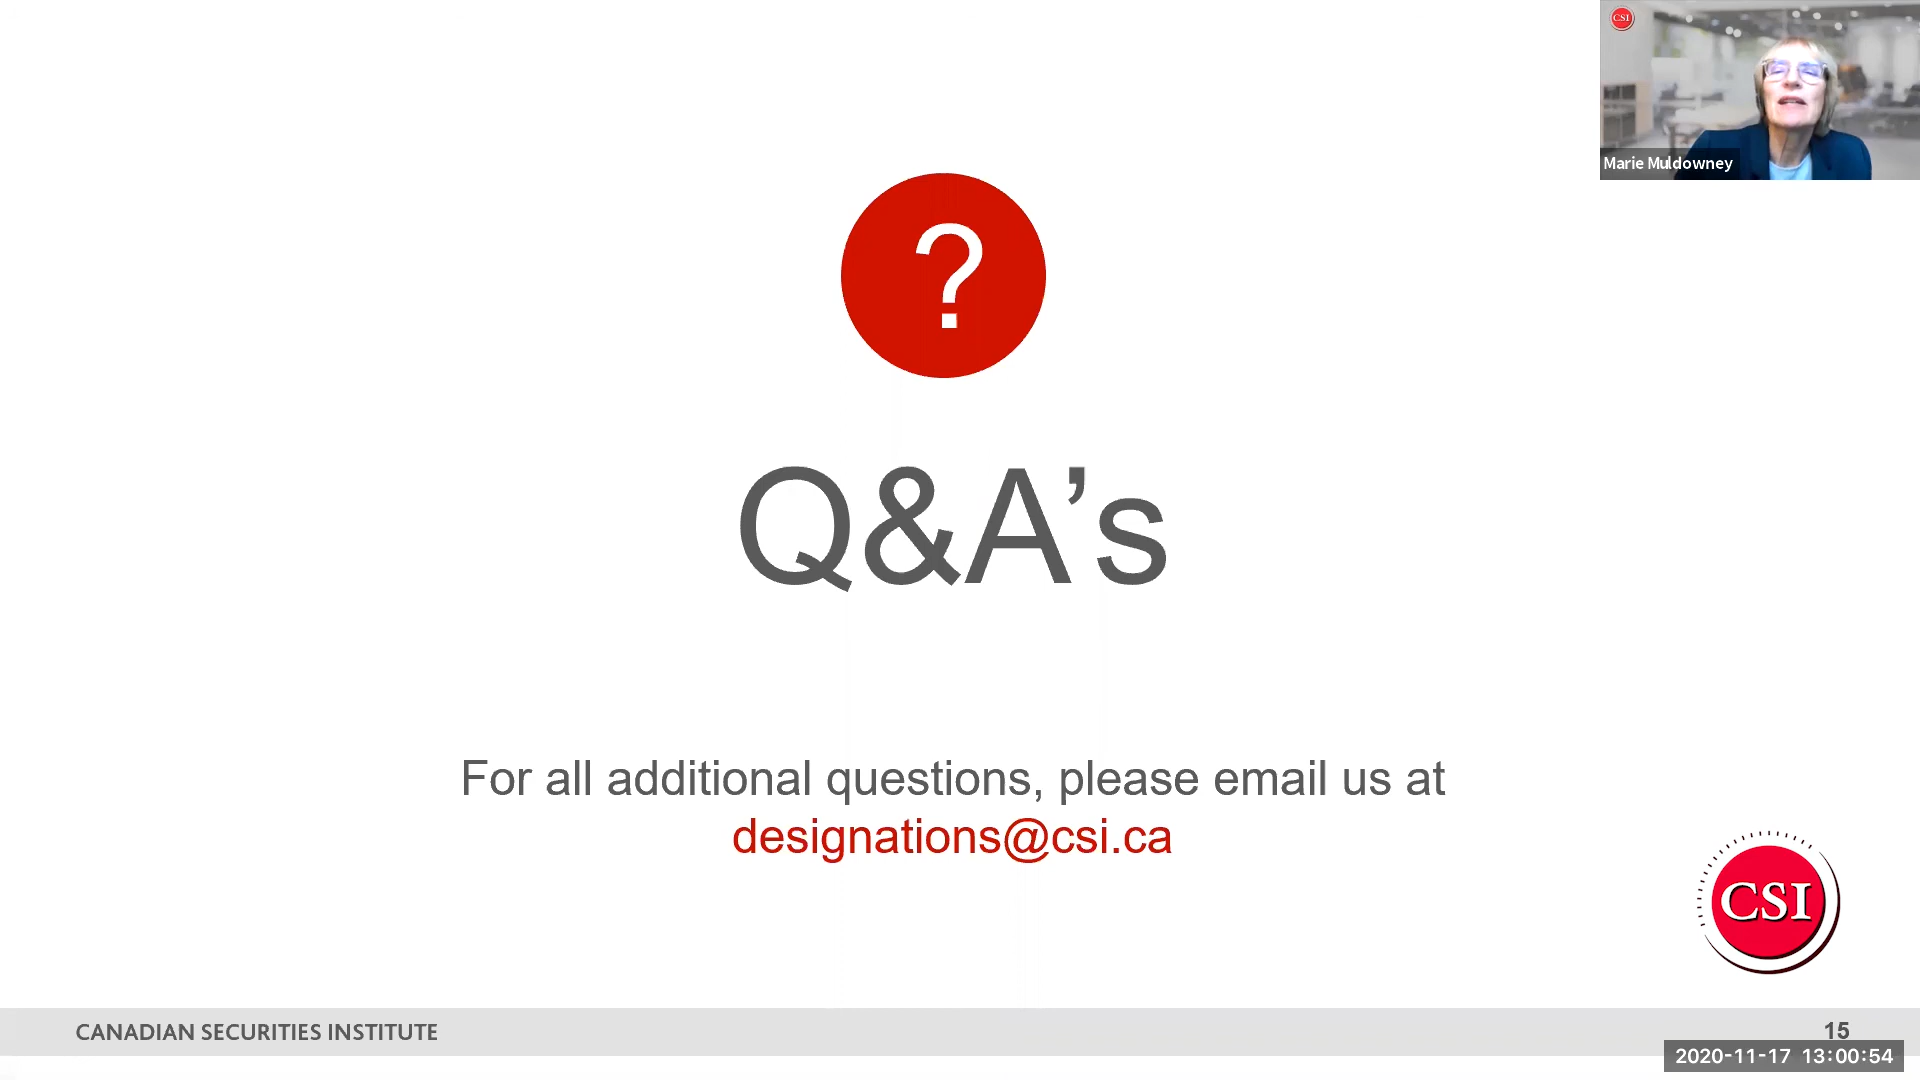 CSI
Marie Muldowney
?
Q&A’s
For all additional questions, please email us at
designations@csi.ca
CSI
CANADIAN SECURITIES INSTITUTE
15
2020-11-17 13:00:54